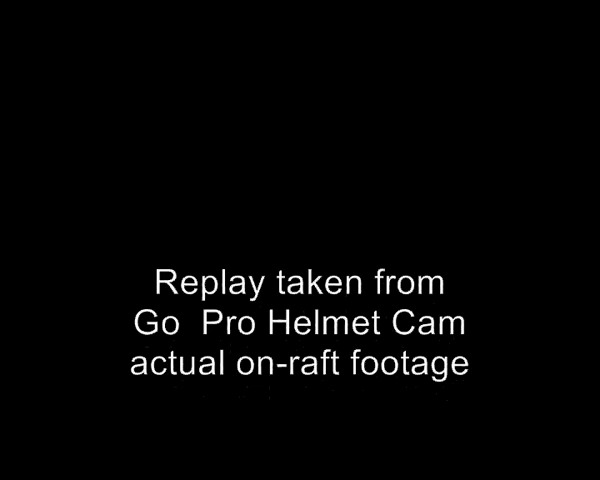 Replay taken from
Go  Pro Helmet Cam
actual on-raft footage